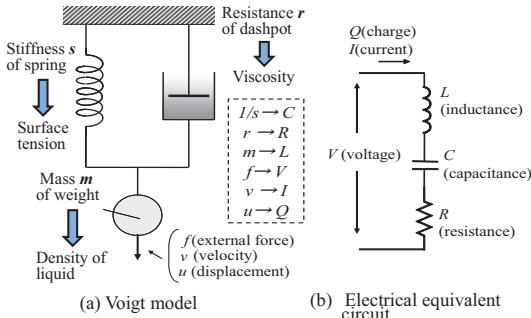 Resistance r
of dashpot
Viscosity
Stiffness s
of spring
Surface
tension
1/s → C
r → R
m → L
f → V
v → I
u → Q
Mass m
of weight
Density of
liquid
f (external force)
v (velocity)
u (displacement)
(a) Voigt model
Q (charge)
I (current)
L
(inductance)
V (voltage)
C
(capacitance)
R
(resistance)
(b) Electrical equivalent
circuit